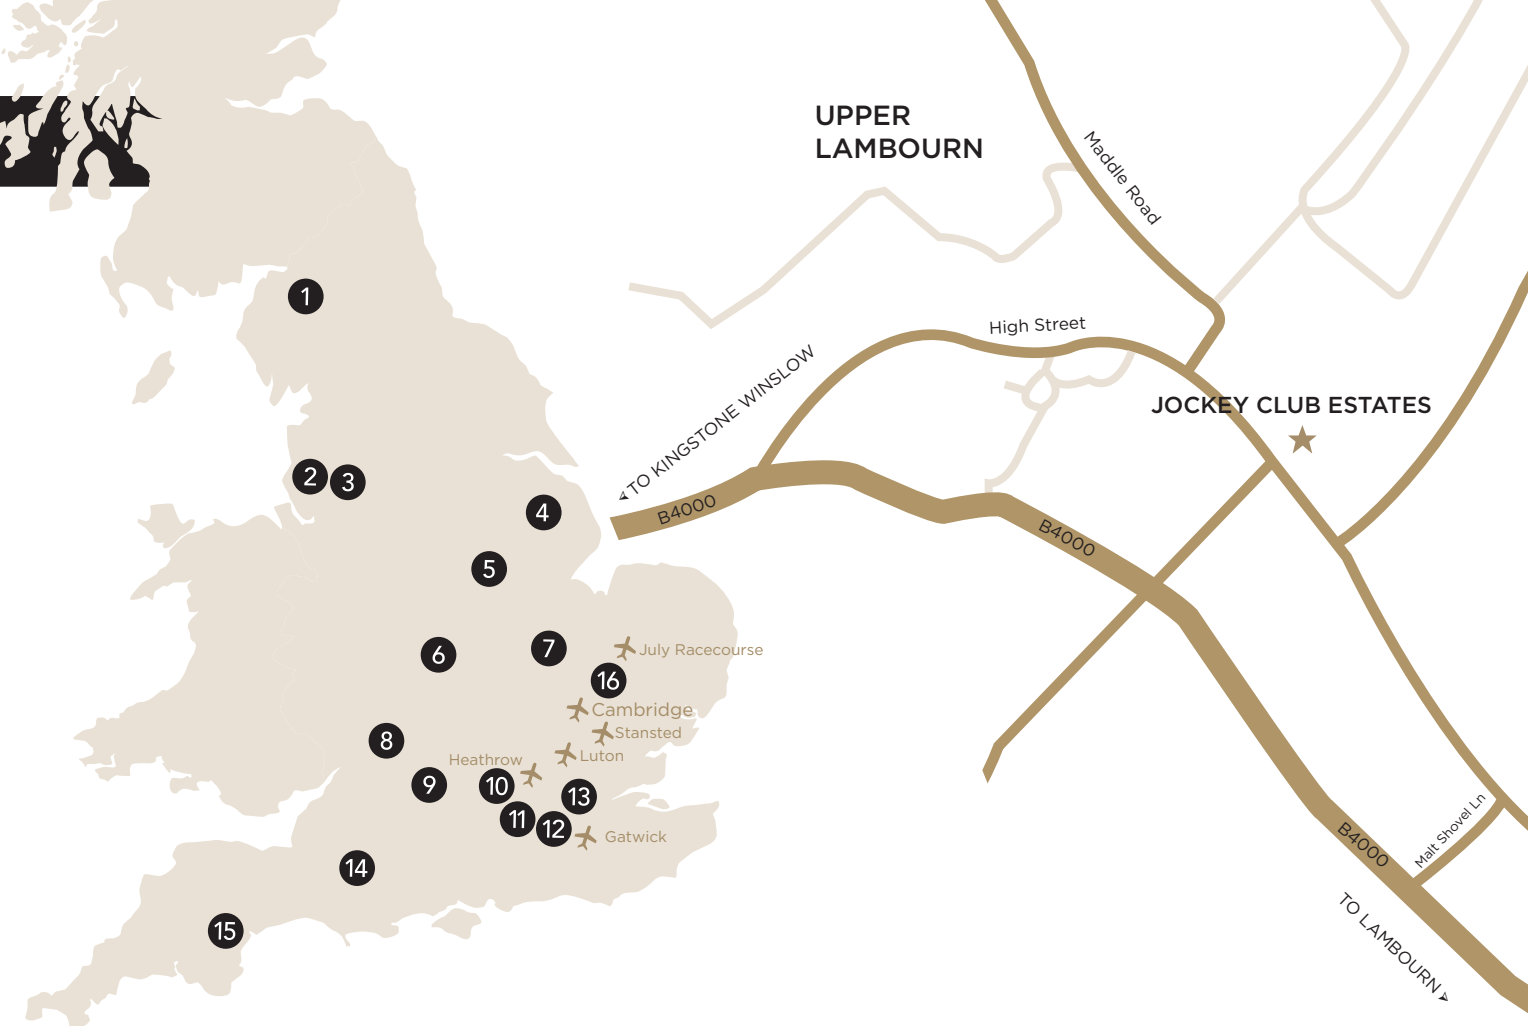 UPPER
LAMBOURN
Maddle Road
High Street
TO KINGSTONE WINSLOW
JOCKEY CLUB ESTATES
B4000
B4000
B4000
Malt Shovel Ln
TO LAMBOURN
1
2
3
4
5
6
7
July Racecourse
16
Cambridge
Stansted
8
Luton
Heathrow
9
10
13
11
12
Gatwick
14
15